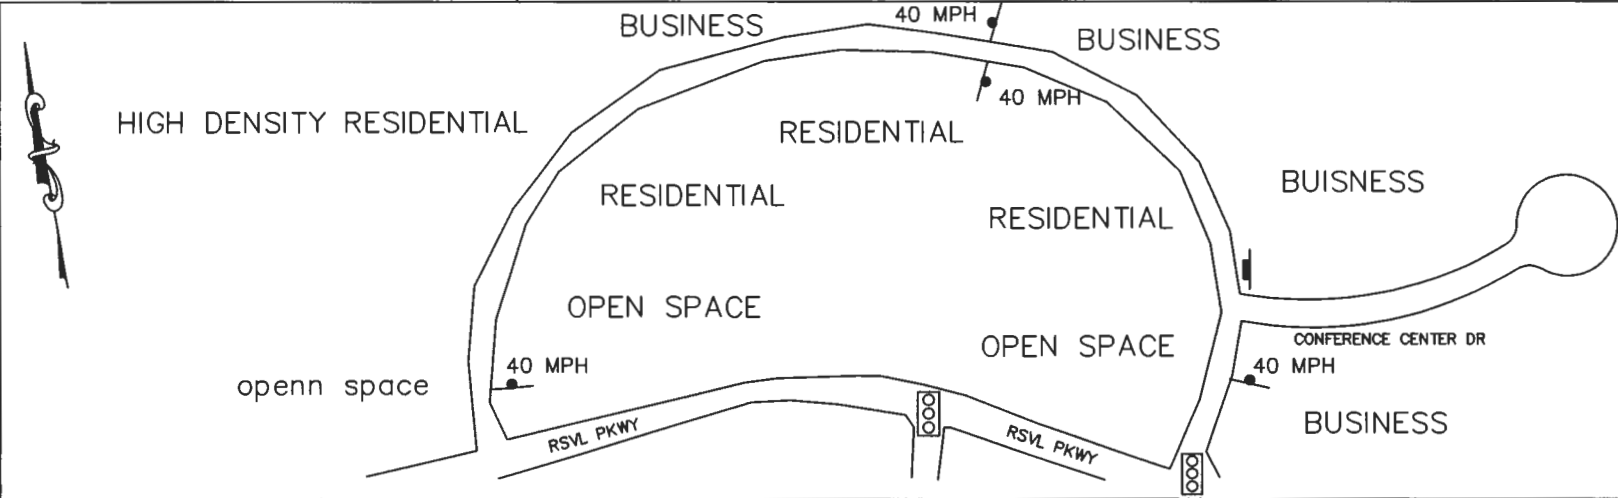 BUSINESS
40 MPH
BUSINESS
40 MPH
HIGH DENSITY RESIDENTIAL
RESIDENTIAL
RESIDENTIAL
BUISNESS
RESIDENTIAL
OPEN SPACE
OPEN SPACE
CONFERENCE CENTER DR
40 MPH
40 MPH
openn space
BUSINESS
RSVL PKWY
RSVL PKWY